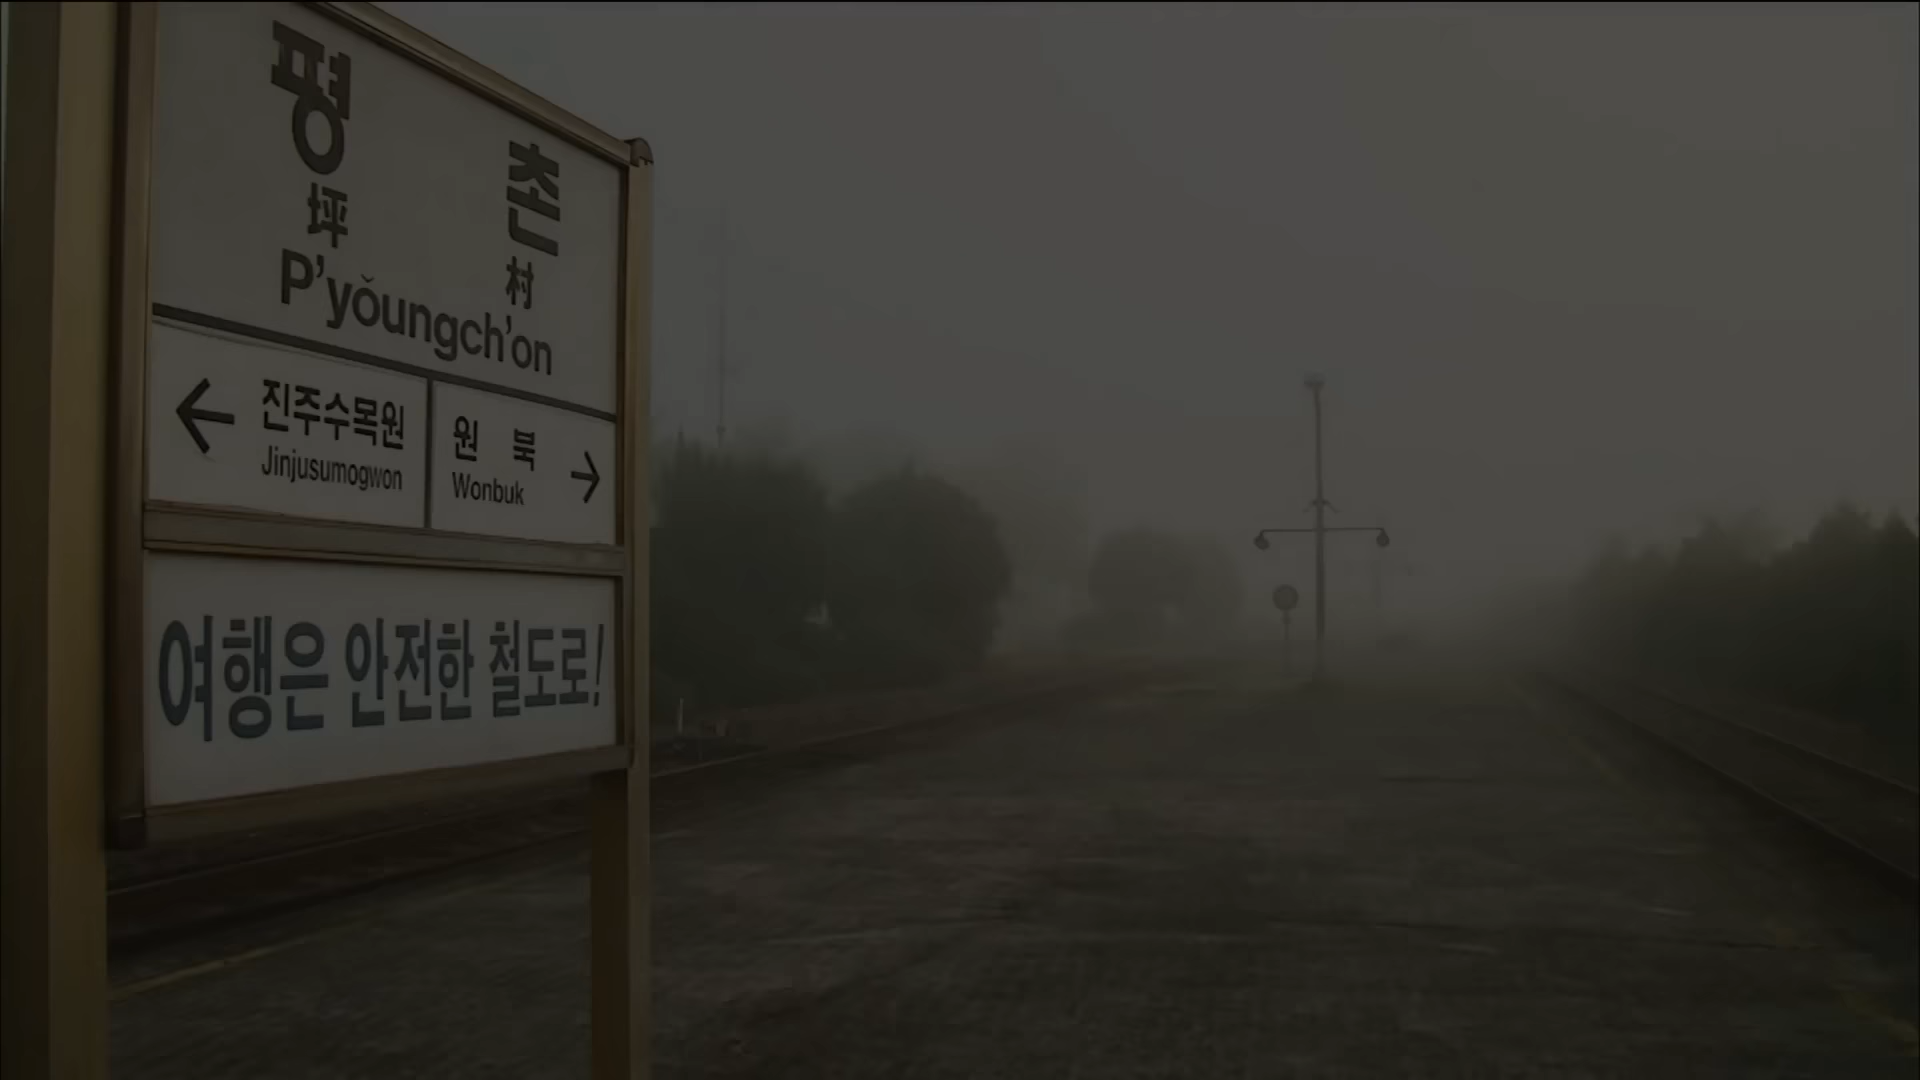 평 촌
坪 村
P'yŏungch'on
← 진주수목원 원 북 →
Jinjusumogwon Wonbuk
여행은 안전한 철도로!